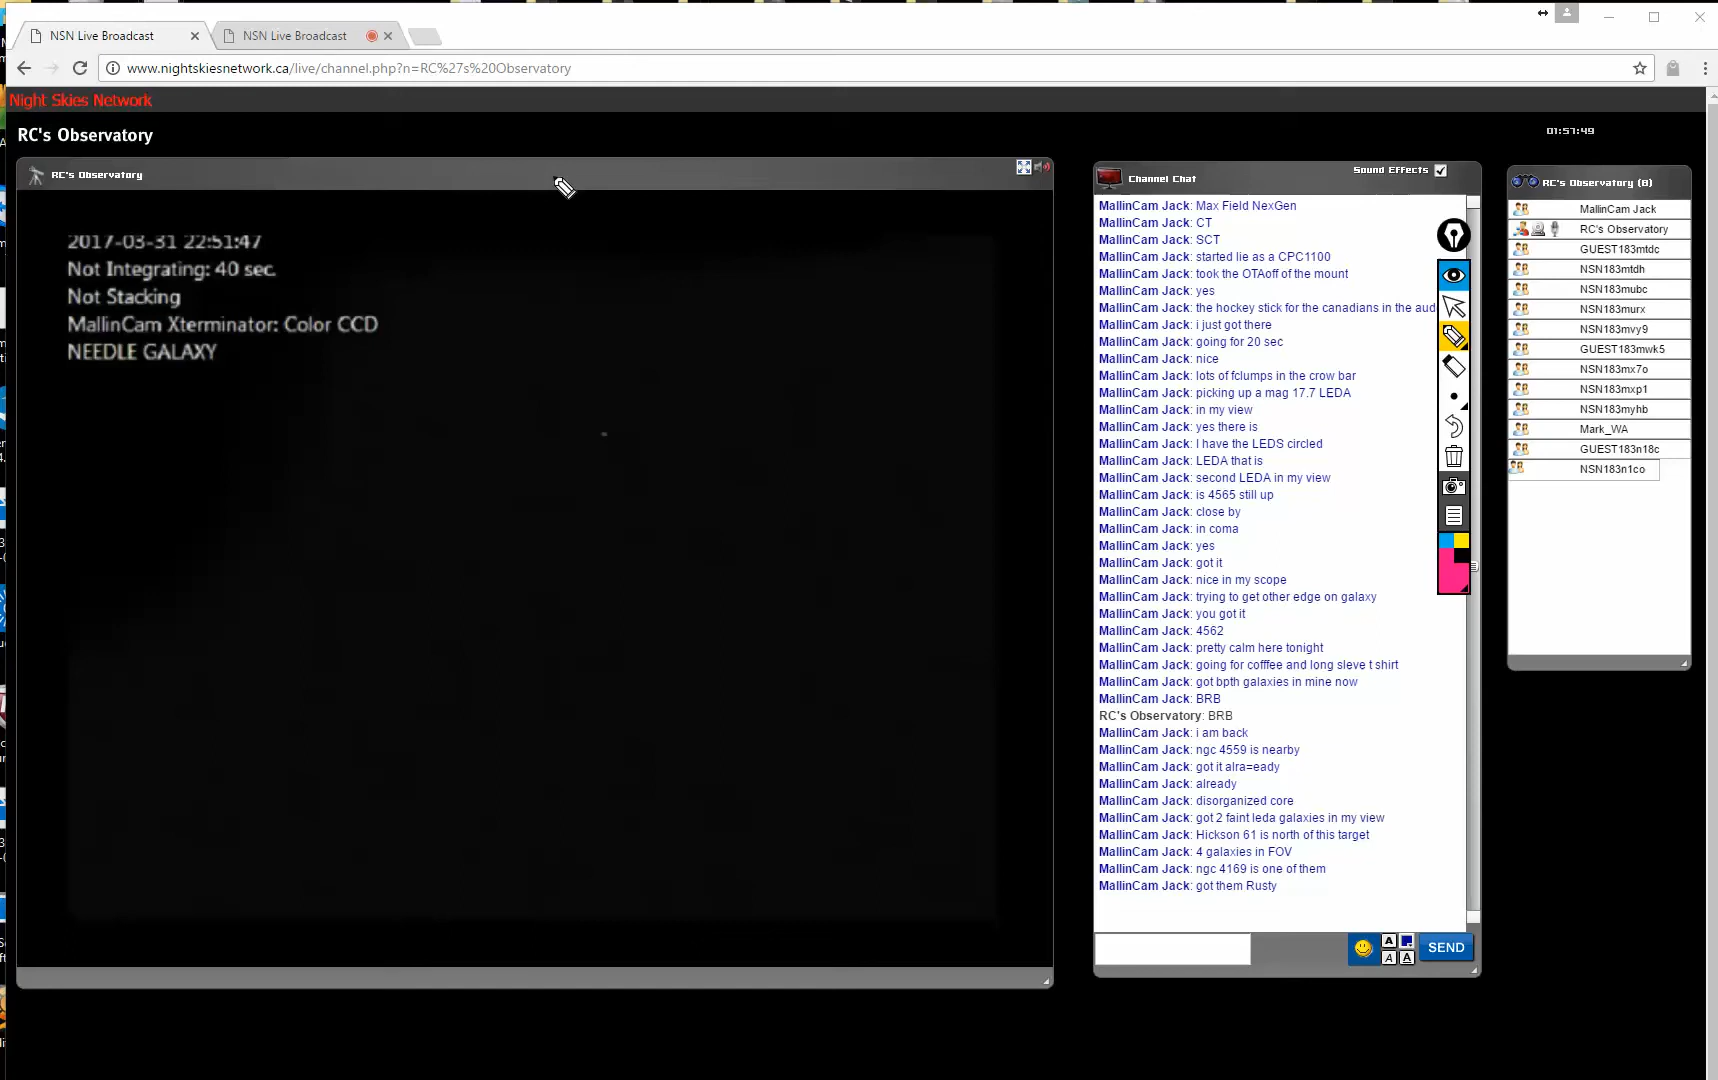 NSN Live Broadcast
NSN Live Broadcast
www.nightskiesnetwork.ca/live/channel.php?n=RC%27s%20Observatory
Night Skies Network
RC's Observatory
01:57:49
RC's Observatory
2017-03-31 22:51:47
Not Integrating: 40 sec.
Not Stacking
MallinCam Xterminator: Color CCD
NEEDLE GALAXY
Channel Chat
Sound Effects
MallinCam Jack: Max Field NexGen
MallinCam Jack: CT
MallinCam Jack: SCT
MallinCam Jack: started lie as a CPC1100
MallinCam Jack: took the OTAoff of the mount
MallinCam Jack: yes
MallinCam Jack: the hockey stick for the canadians in the aud
MallinCam Jack: i just got there
MallinCam Jack: going for 20 sec
MallinCam Jack: nice
MallinCam Jack: lots of fclumps in the crow bar
MallinCam Jack: picking up a mag 17.7 LEDA
MallinCam Jack: in my view
MallinCam Jack: yes there is
MallinCam Jack: I have the LEDS circled
MallinCam Jack: LEDA that is
MallinCam Jack: second LEDA in my view
MallinCam Jack: is 4565 still up
MallinCam Jack: close by
MallinCam Jack: in coma
MallinCam Jack: yes
MallinCam Jack: got it
MallinCam Jack: nice in my scope
MallinCam Jack: trying to get other edge on galaxy
MallinCam Jack: you got it
MallinCam Jack: 4562
MallinCam Jack: pretty calm here tonight
MallinCam Jack: going for cofffee and long sleve t shirt
MallinCam Jack: got bpth galaxies in mine now
MallinCam Jack: BRB
RC's Observatory: BRB
MallinCam Jack: i am back
MallinCam Jack: ngc 4559 is nearby
MallinCam Jack: got it alra=eady
MallinCam Jack: already
MallinCam Jack: disorganized core
MallinCam Jack: got 2 faint leda galaxies in my view
MallinCam Jack: Hickson 61 is north of this target
MallinCam Jack: 4 galaxies in FOV
MallinCam Jack: ngc 4169 is one of them
MallinCam Jack: got them Rusty
A
A A
SEND
RC's Observatory (8)
MallinCam Jack
RC's Observatory
GUEST183mtdc
NSN183mtdh
NSN183mubc
NSN183murx
NSN183mvy9
GUEST183mwk5
NSN183mx7o
NSN183mxp1
NSN183myhb
Mark_WA
GUEST183n18c
NSN183n1co